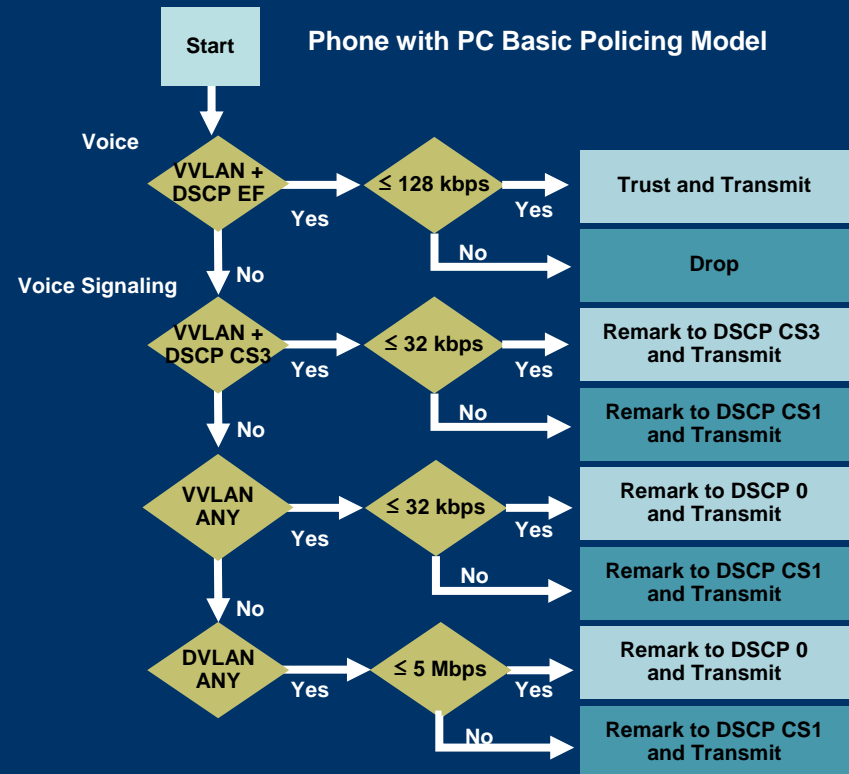 Start
Phone with PC Basic Policing Model
Voice
VVLAN +
DSCP EF
Yes
≤ 128 kbps
Yes
Trust and Transmit
No
Drop
No
Voice Signaling
VVLAN +
DSCP CS3
Yes
≤ 32 kbps
Yes
Remark to DSCP CS3
and Transmit
No
Remark to DSCP CS1
and Transmit
No
VVLAN
ANY
Yes
≤ 32 kbps
Yes
Remark to DSCP 0
and Transmit
No
Remark to DSCP CS1
and Transmit
No
DVLAN
ANY
Yes
≤ 5 Mbps
Yes
Remark to DSCP 0
and Transmit
No
Remark to DSCP CS1
and Transmit